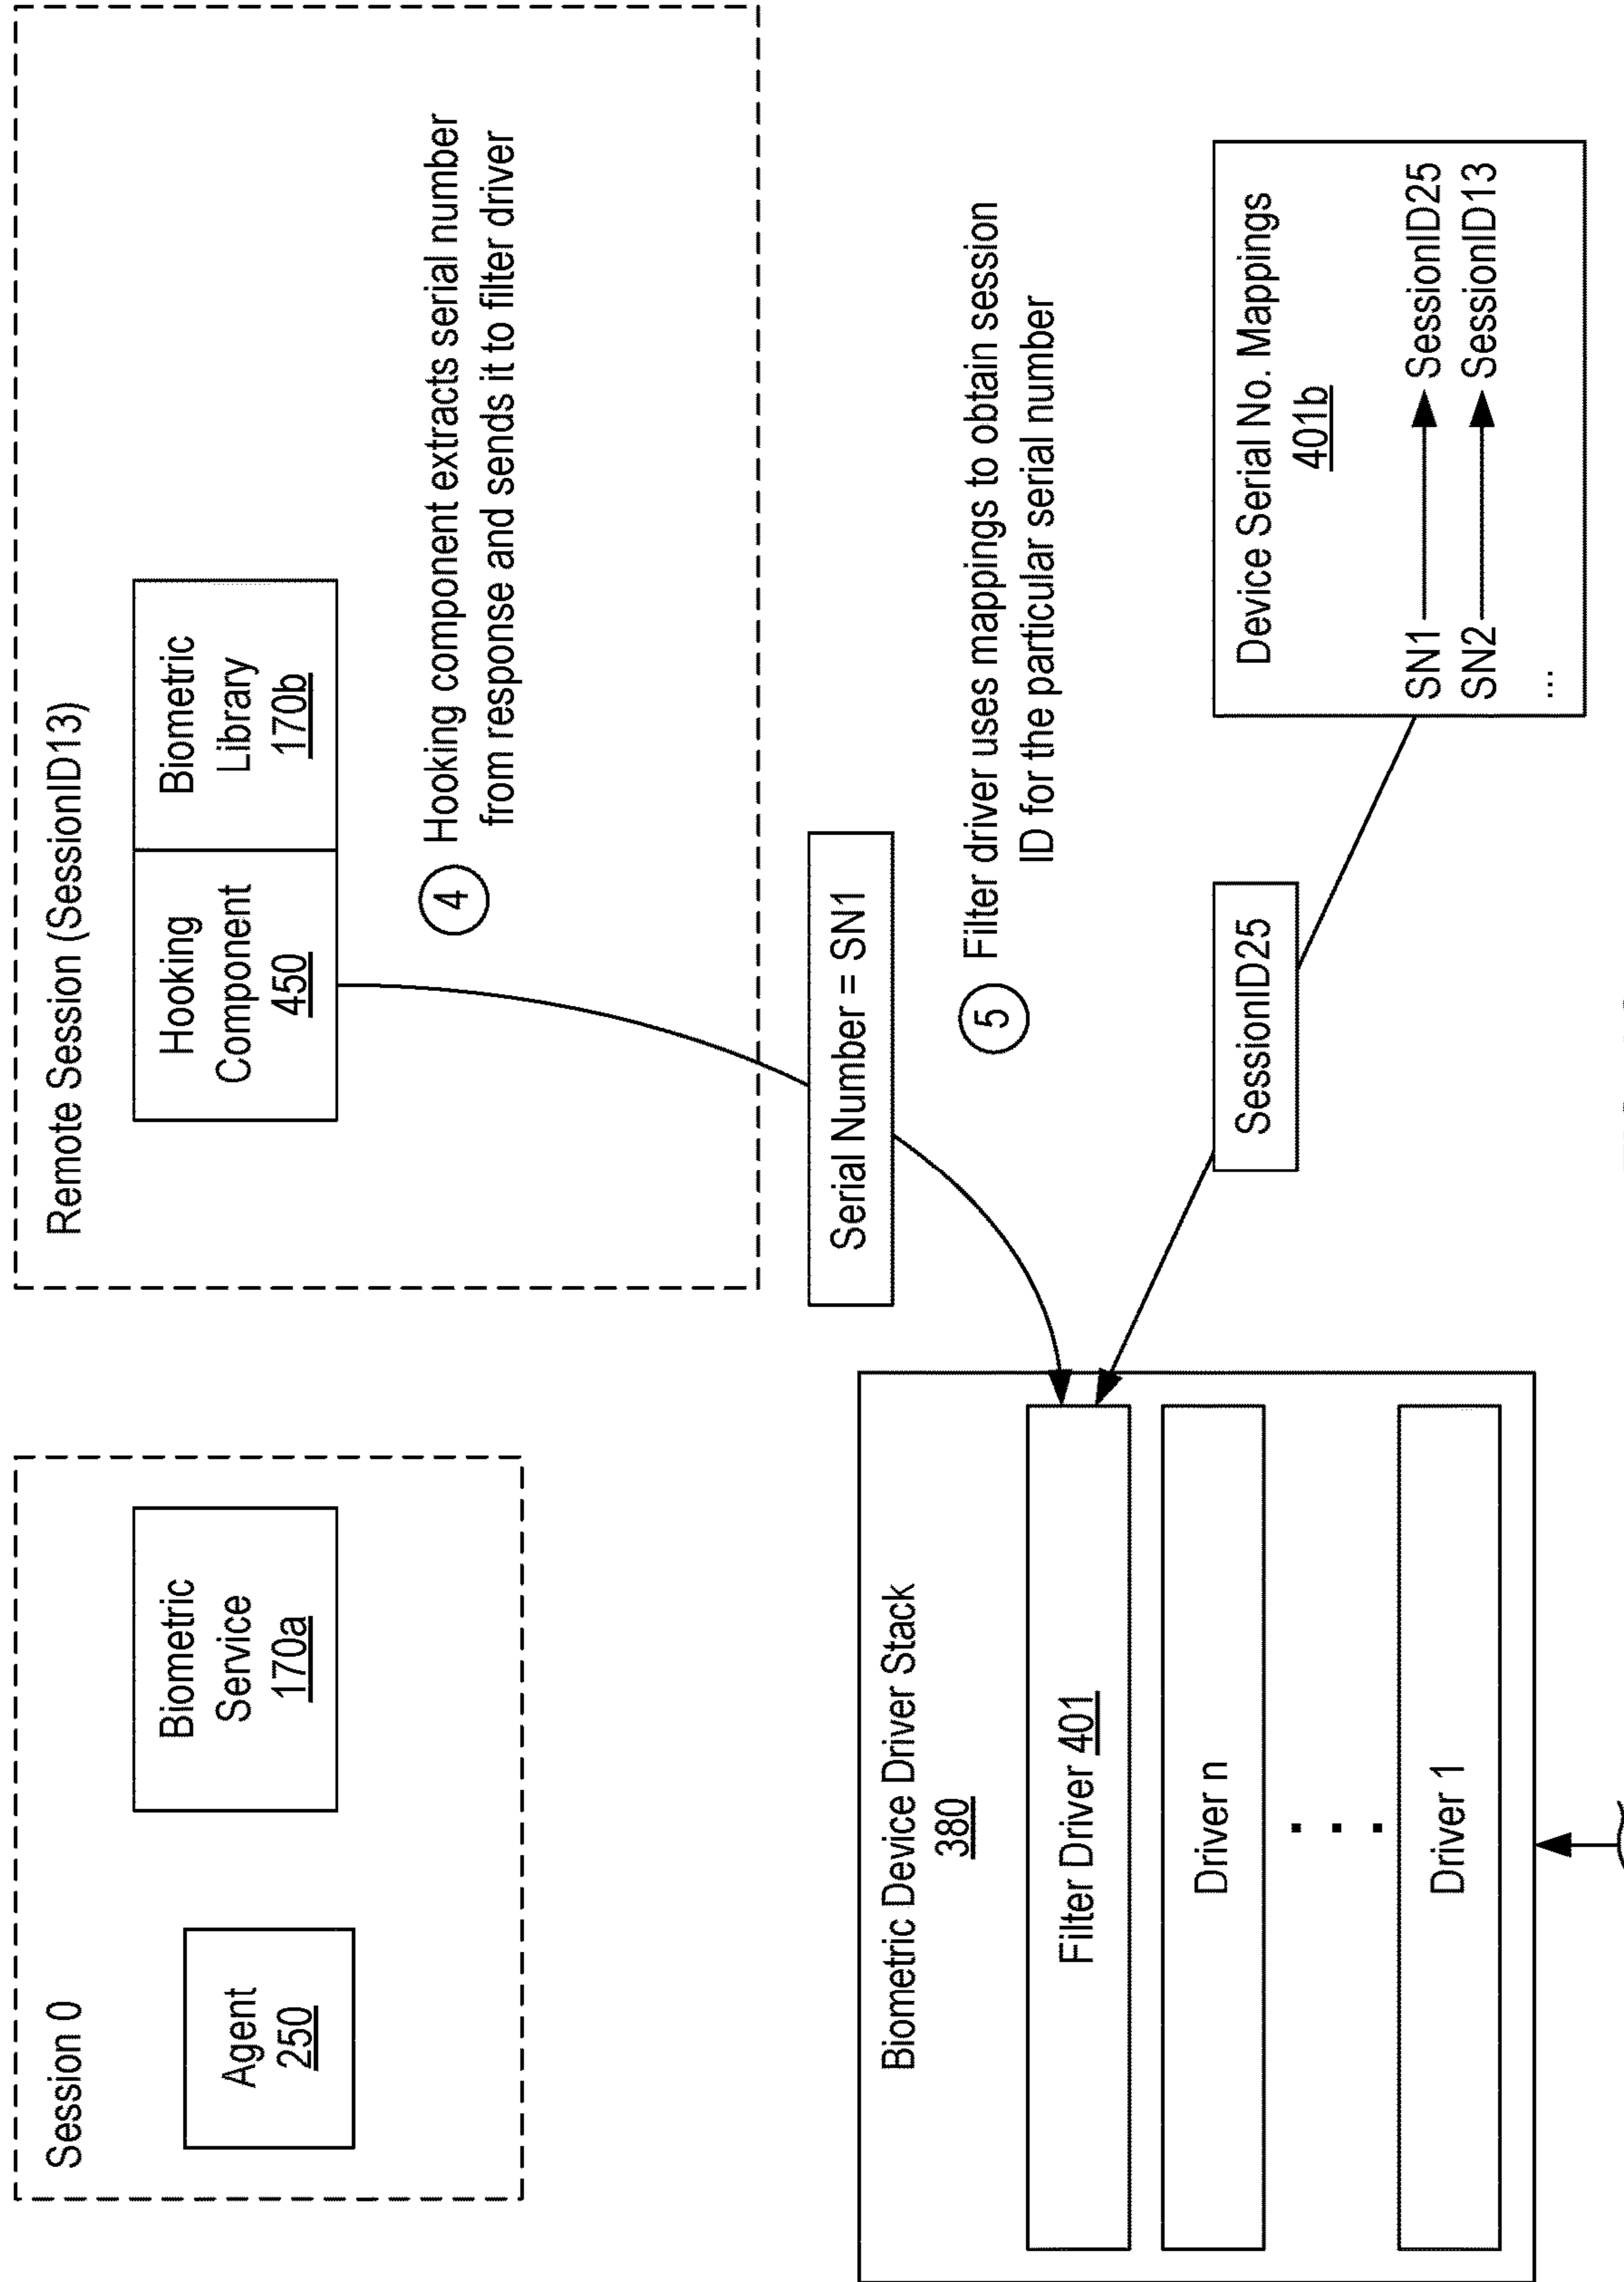 Session 0
Agent
250
Biometric
Service
170a
Remote Session (SessionID13)
Hooking
Component
450
Biometric
Library
170b
4
Hooking component extracts serial number
from response and sends it to filter driver
Serial Number = SN1
5
Filter driver uses mappings to obtain session
ID for the particular serial number
Biometric Device Driver Stack
380
Filter Driver 401
Driver n
Driver 1
SessionID25
Device Serial No. Mappings
401b
SN1 SessionID25
SN2 SessionID13
...